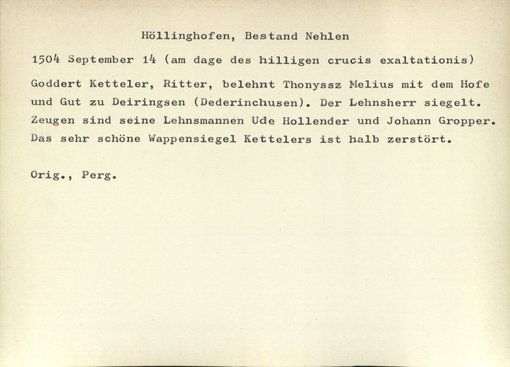 Höllinghofen, Bestand Nehlen
1504 September 14 (am dage des hilligen crucis exaltationis)
Goddert Ketteler, Ritter, belehnt Thonyssz Melius mit dem Hofe
und Gut zu Deiringsen (Dederinchusen). Der Lehnsherr siegelt.
Zeugen sind seine Lehnsmannen Ude Hollender und Johann Gropper.
Das sehr schöne Wappensiegel Kettelers ist halb zerstört.
Orig., Perg.